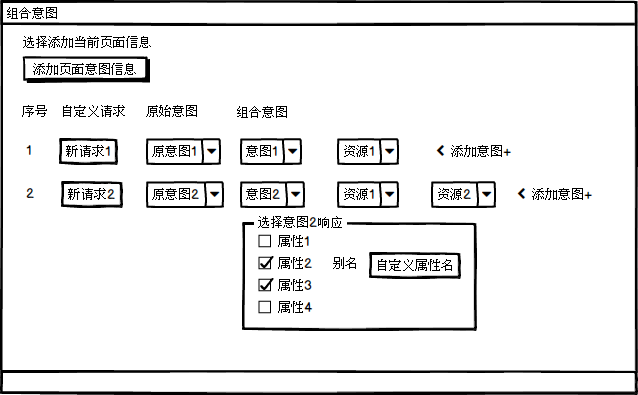 组合意图
选择添加当前页面信息
添加页面意图信息
序号 自定义请求 原始意图 组合意图
1 新请求1 原意图1 意图1 资源1 添加意图+
2 新请求2 原意图2 意图2 资源1 资源2 添加意图+
选择意图2响应
属性1
属性2 别名 自定义属性名
属性3
属性4